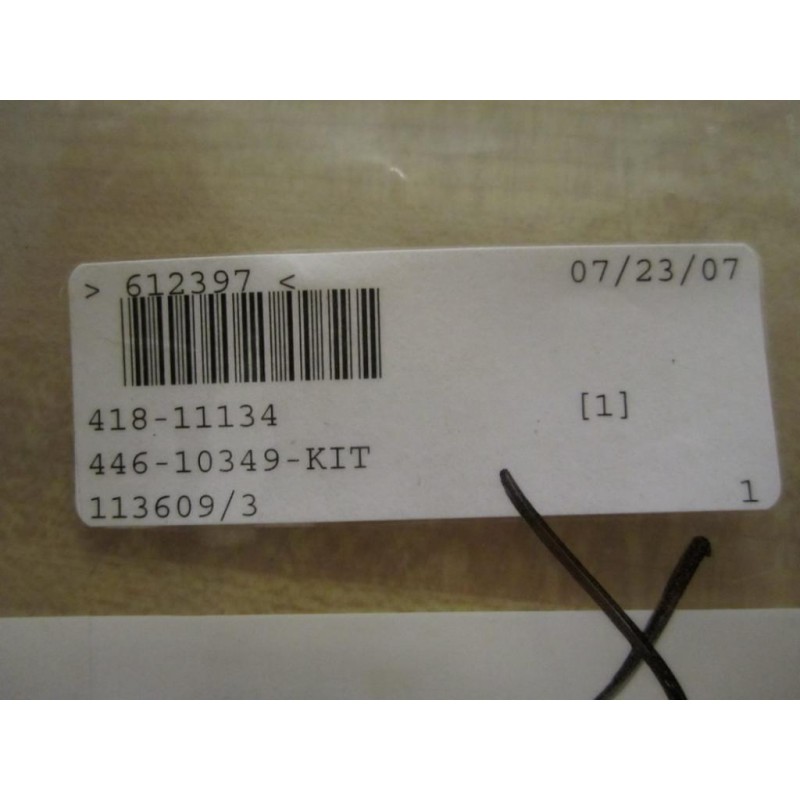 > 612397 < 07/23/07
418-11134 [1]
446-10349-KIT
113609/3 1